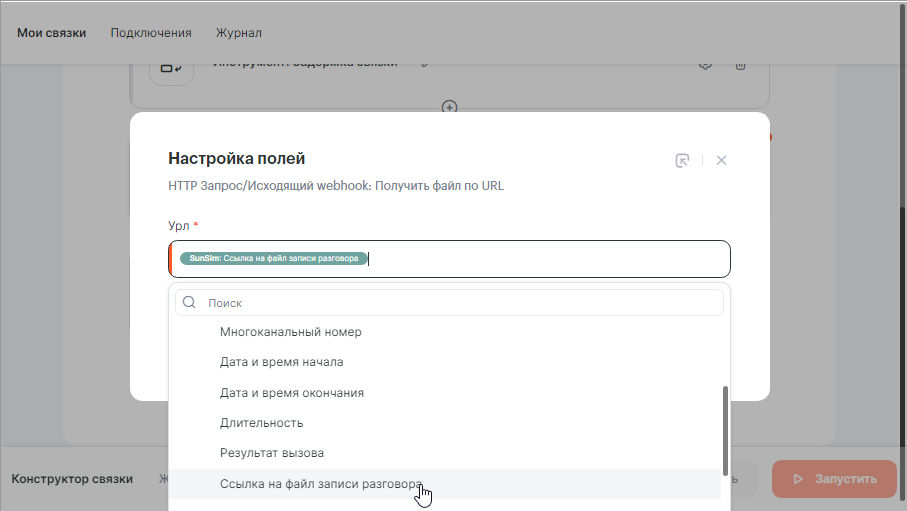 Мои связки Подключения Журнал
Инструмент: Задержка связки
Настройка полей
HTTP Запрос/Исходящий webhook: Получить файл по URL
Урл *
SunSim: Ссылка на файл записи разговора
Поиск
Многоканальный номер
Дата и время начала
Дата и время окончания
Длительность
Результат вызова
Ссылка на файл записи разговора
Конструктор связки
Запустить